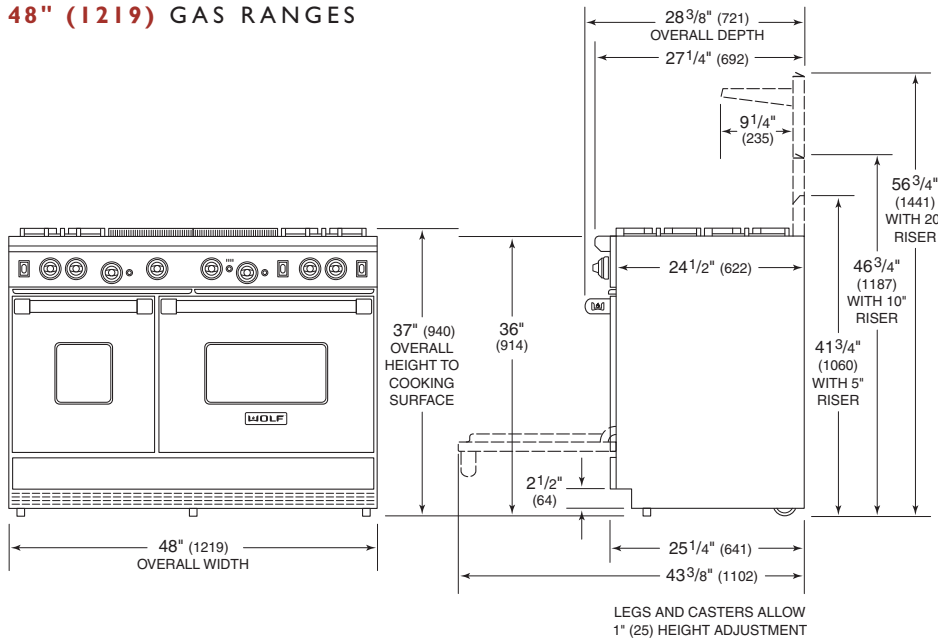 48" (1219) GAS RANGES
28 3/8" (721)
OVERALL DEPTH
27 1/4" (692)
9 1/4"
(235)
56 3/4"
(1441)
WITH 20
RISER
24 1/2" (622)
46 3/4"
(1187)
WITH 10"
RISER
37" (940)
OVERALL
HEIGHT TO
COOKING
SURFACE
36"
(914)
41 3/4"
(1060)
WITH 5"
RISER
WOLF
2 1/2"
(64)
48" (1219)
OVERALL WIDTH
25 1/4" (641)
43 3/8" (1102)
LEGS AND CASTERS ALLOW
1" (25) HEIGHT ADJUSTMENT